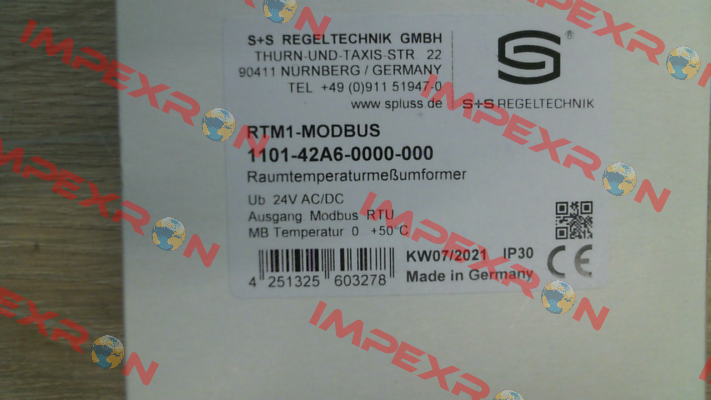 S+S REGELTECHNIK GMBH
THURN-UND-TAXIS-STR 22
90411 NÜRNBERG / GERMANY
TEL +49 (0)911 51947-0
www.spluss.de
S+S REGELTECHNIK
RTM1-MODBUS
1101-42A6-0000-000
Raumtemperaturmeßumformer
Ub 24V AC/DC
Ausgang Modbus RTU
MB Temperatur 0 +50°C
4 251325 603278
KW07/2021 IP30
Made in Germany
CE
IMPEXRON
IMPEXRON
IMPEXRON
IMPEXRON
IMPEXRON